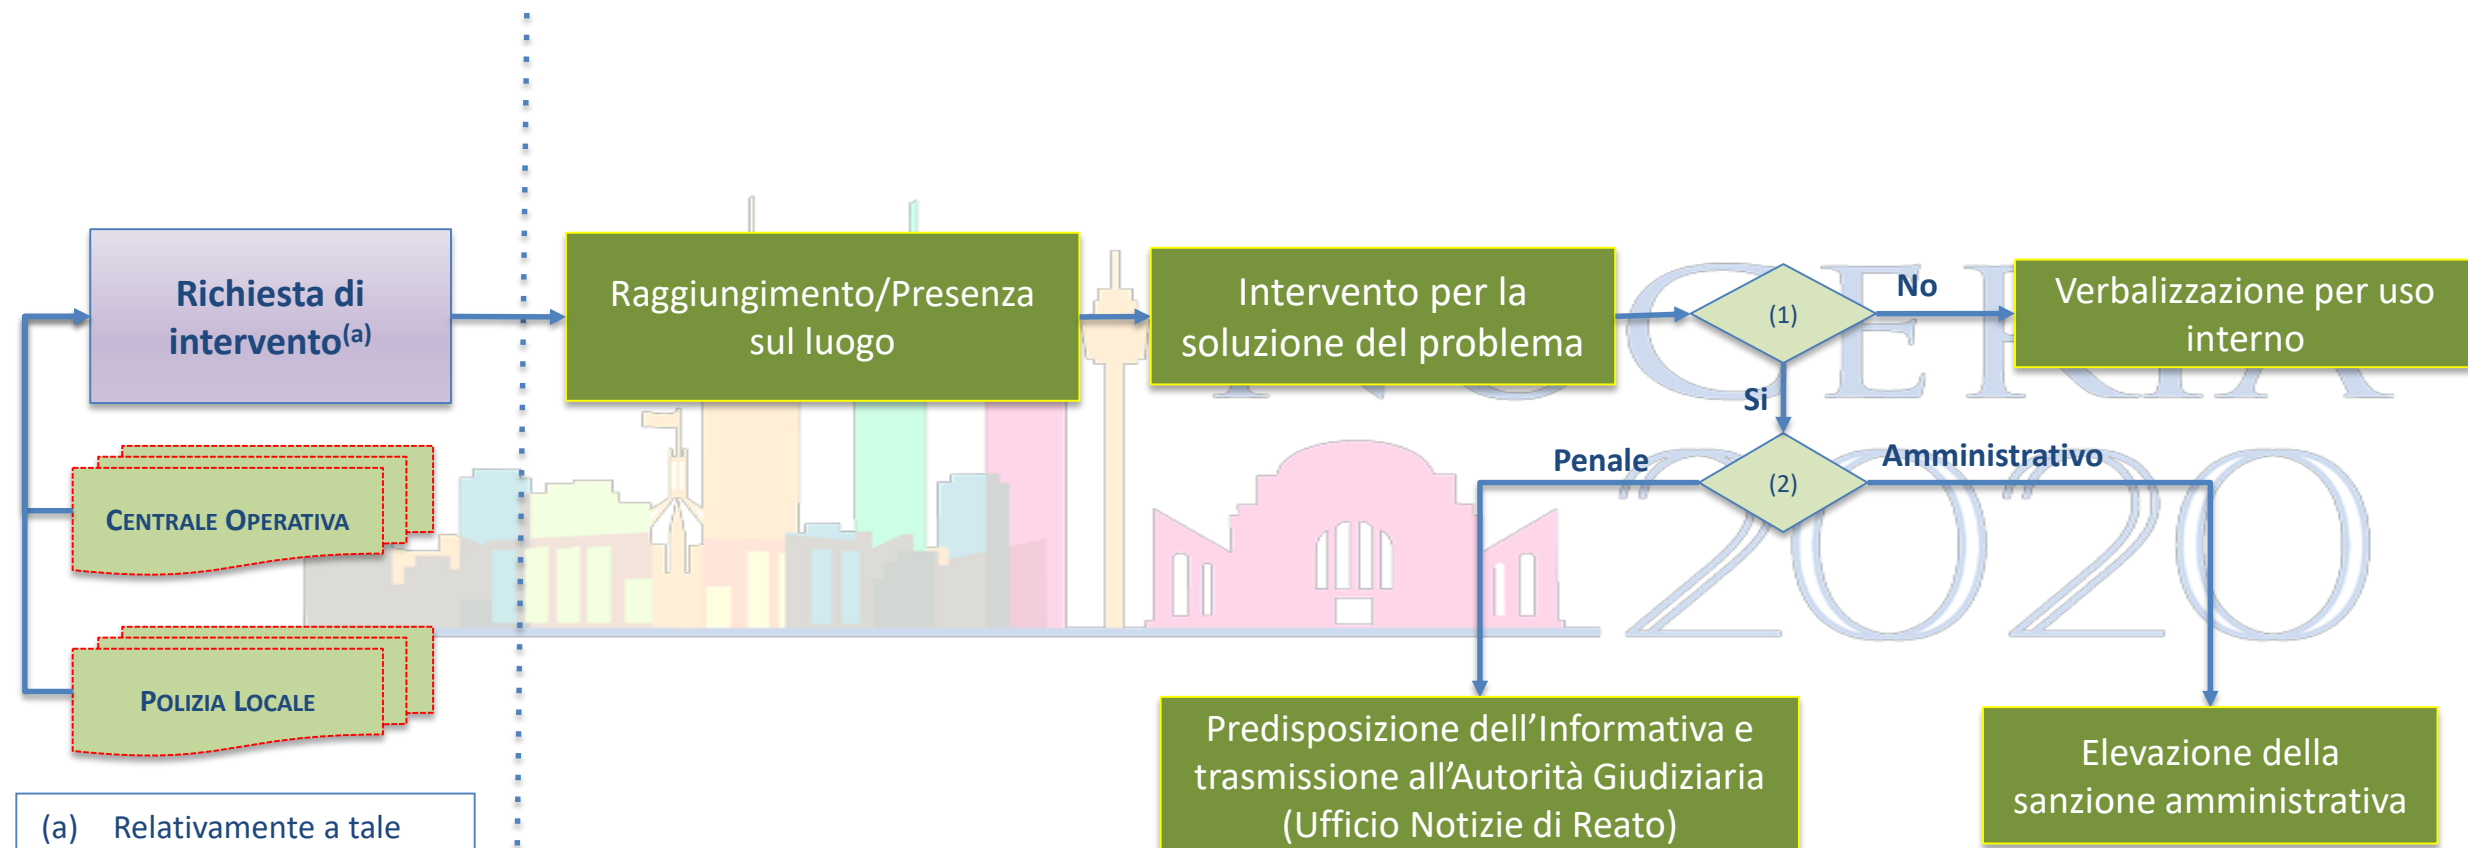 Richiesta di
intervento(a)
Raggiungimento/Presenza
sul luogo
Intervento per la
soluzione del problema
(1)
No
Verbalizzazione per uso
interno
Si
NOCERIA
2020
Penale
(2)
Amministrativo
CENTRALE OPERATIVA
POLIZIA LOCALE
Predisposizione dell'Informativa e
trasmissione all'Autorità Giudiziaria
(Ufficio Notizie di Reato)
Elevazione della
sanzione amministrativa
(a) Relativamente a tale